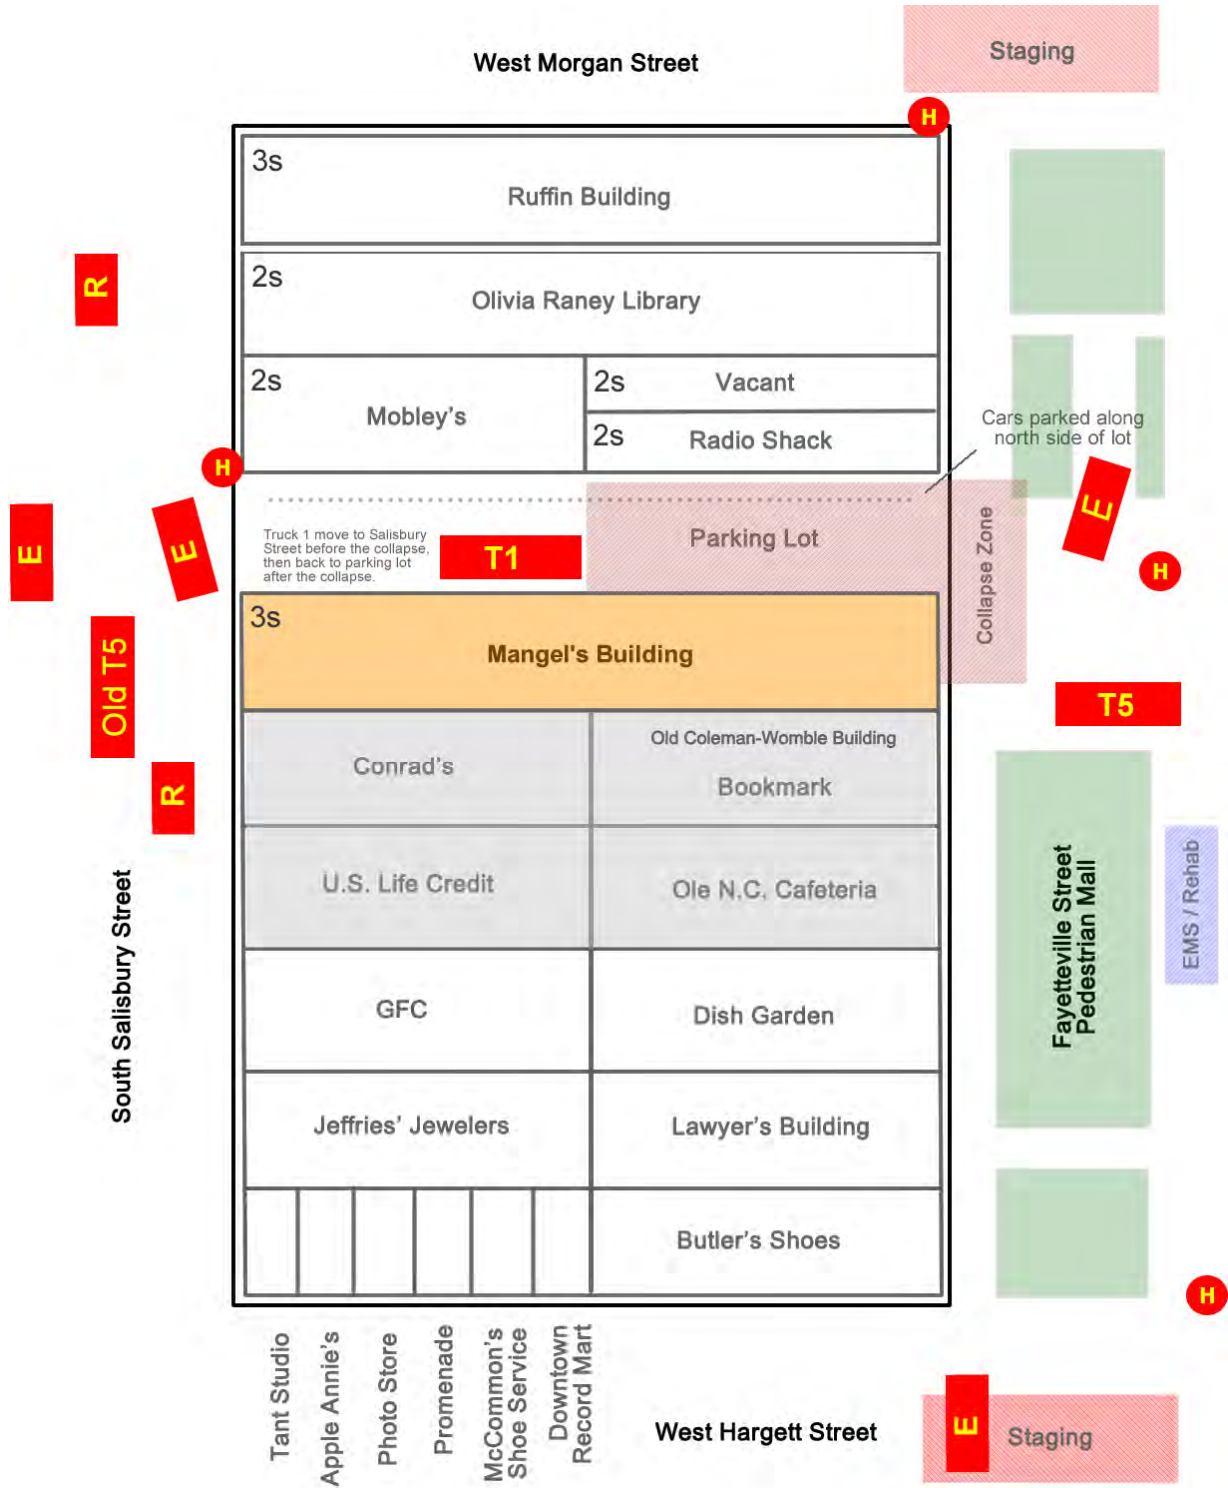 West Morgan Street
Staging
H
3s
Ruffin Building
R
2s
Olivia Raney Library
2s
Mobley's
2s
Vacant
2s
Radio Shack
Cars parked along
north side of lot
H
E
E
Truck 1 move to Salisbury
Street before the collapse,
then back to parking lot
after the collapse.
T1
Parking Lot
Collapse Zone
E
H
Old T5
3s
Mangel's Building
T5
R
Conrad's
Old Coleman-Womble Building
Bookmark
U.S. Life Credit
Ole N.C. Cafeteria
South Salisbury Street
Fayetteville Street
Pedestrian Mall
EMS / Rehab
GFC
Dish Garden
Jeffries' Jewelers
Lawyer's Building
Butler's Shoes
H
Tant Studio
Apple Annie's
Photo Store
Promenade
McCommon's
Shoe Service
Downtown
Record Mart
West Hargett Street
E
Staging